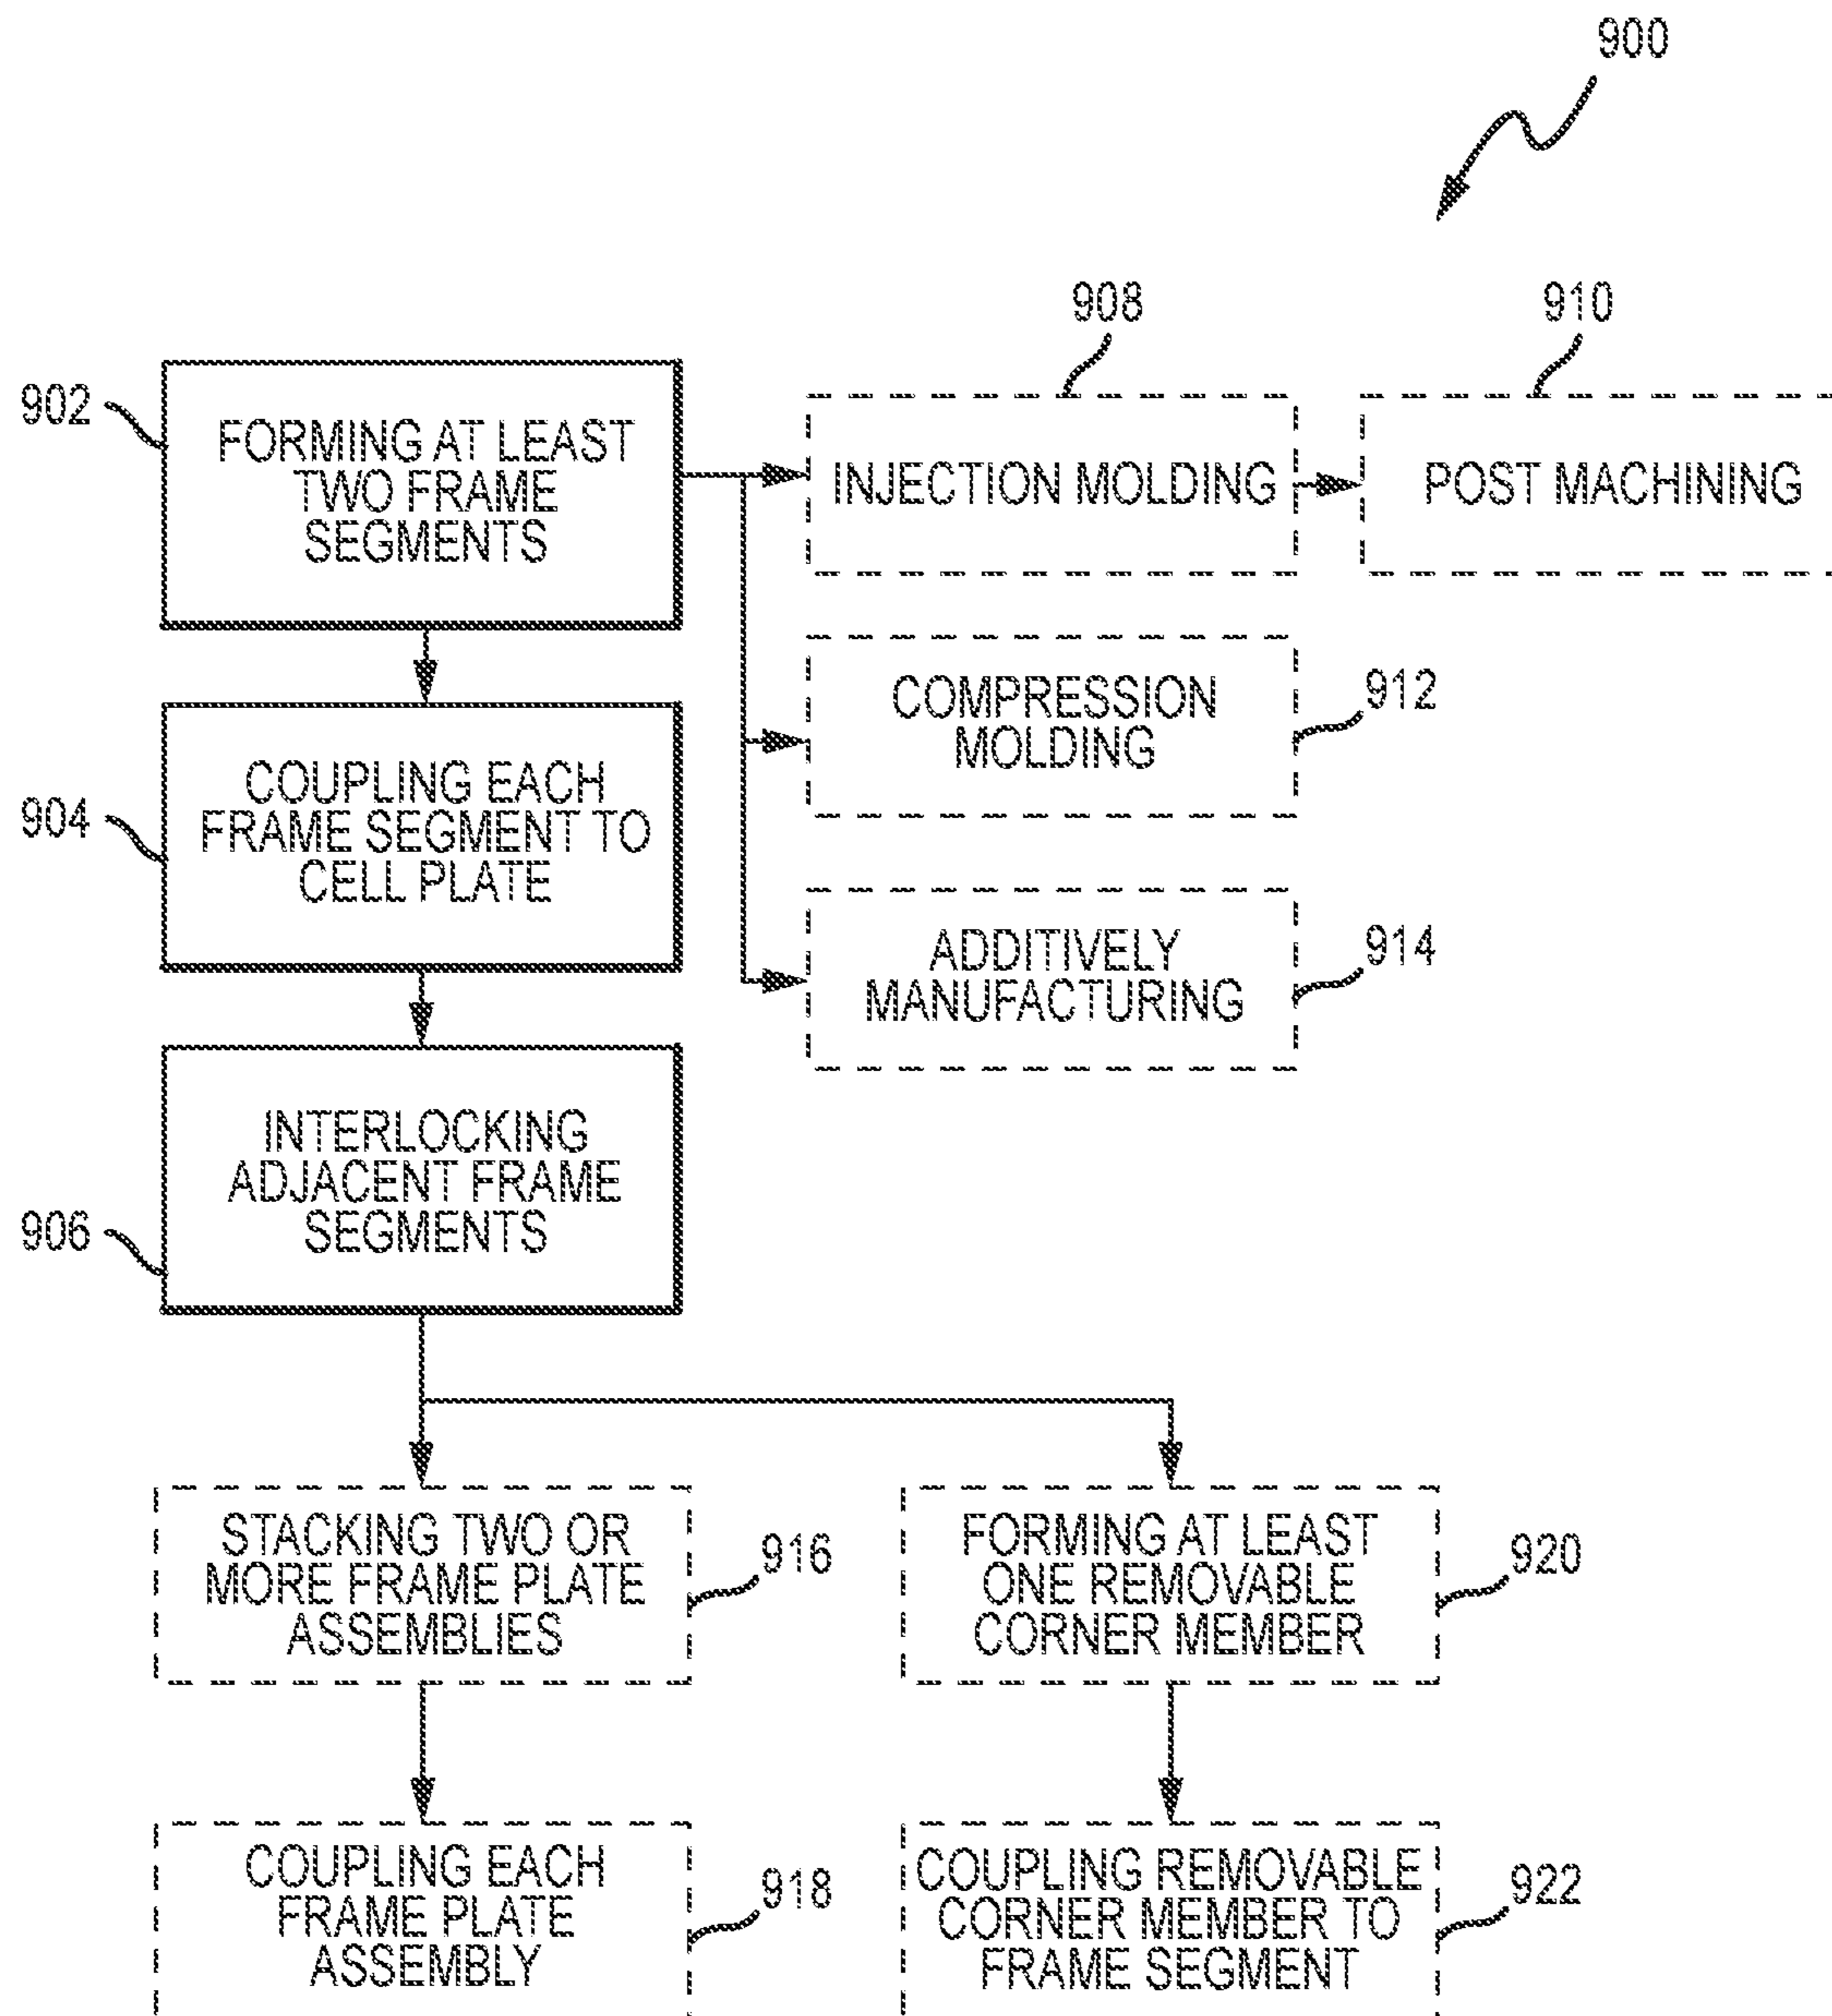 900
908
910
902
FORMING AT LEAST
TWO FRAME
SEGMENTS
INJECTION MOLDING
POST MACHINING
904
COUPLING EACH
FRAME SEGMENT TO
CELL PLATE
COMPRESSION
MOLDING
912
ADDITIVELY
MANUFACTURING
914
906
INTERLOCKING
ADJACENT FRAME
SEGMENTS
STACKING TWO OR
MORE FRAME PLATE
ASSEMBLIES
916
FORMING AT LEAST
ONE REMOVABLE
CORNER MEMBER
920
COUPLING EACH
FRAME PLATE
ASSEMBLY
918
COUPLING REMOVABLE
CORNER MEMBER TO
FRAME SEGMENT
922